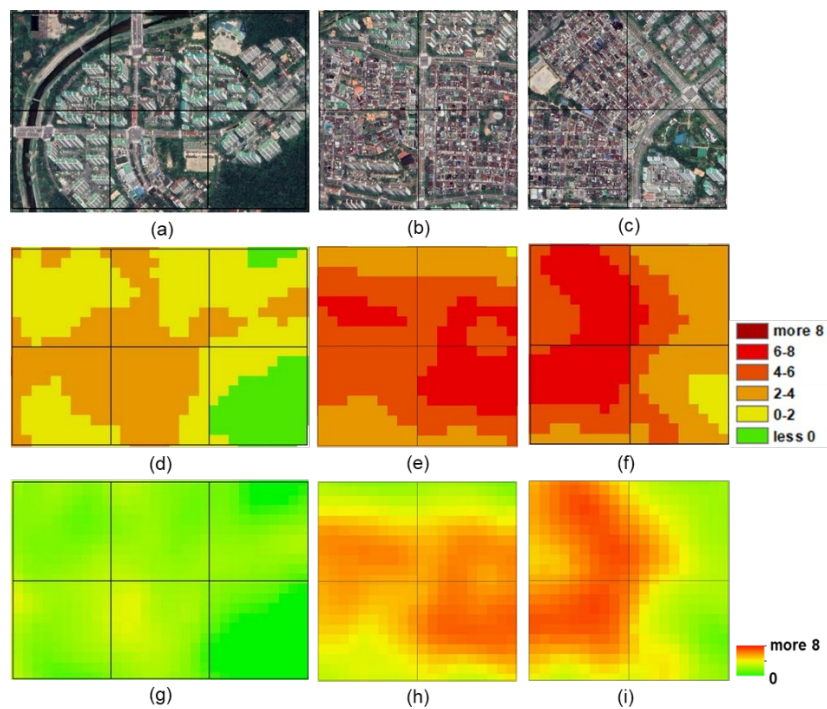 (a)
(b)
(c)
more 8
6-8
4-6
2-4
0-2
less 0
(d)
(e)
(f)
more 8
0
(g)
(h)
(i)